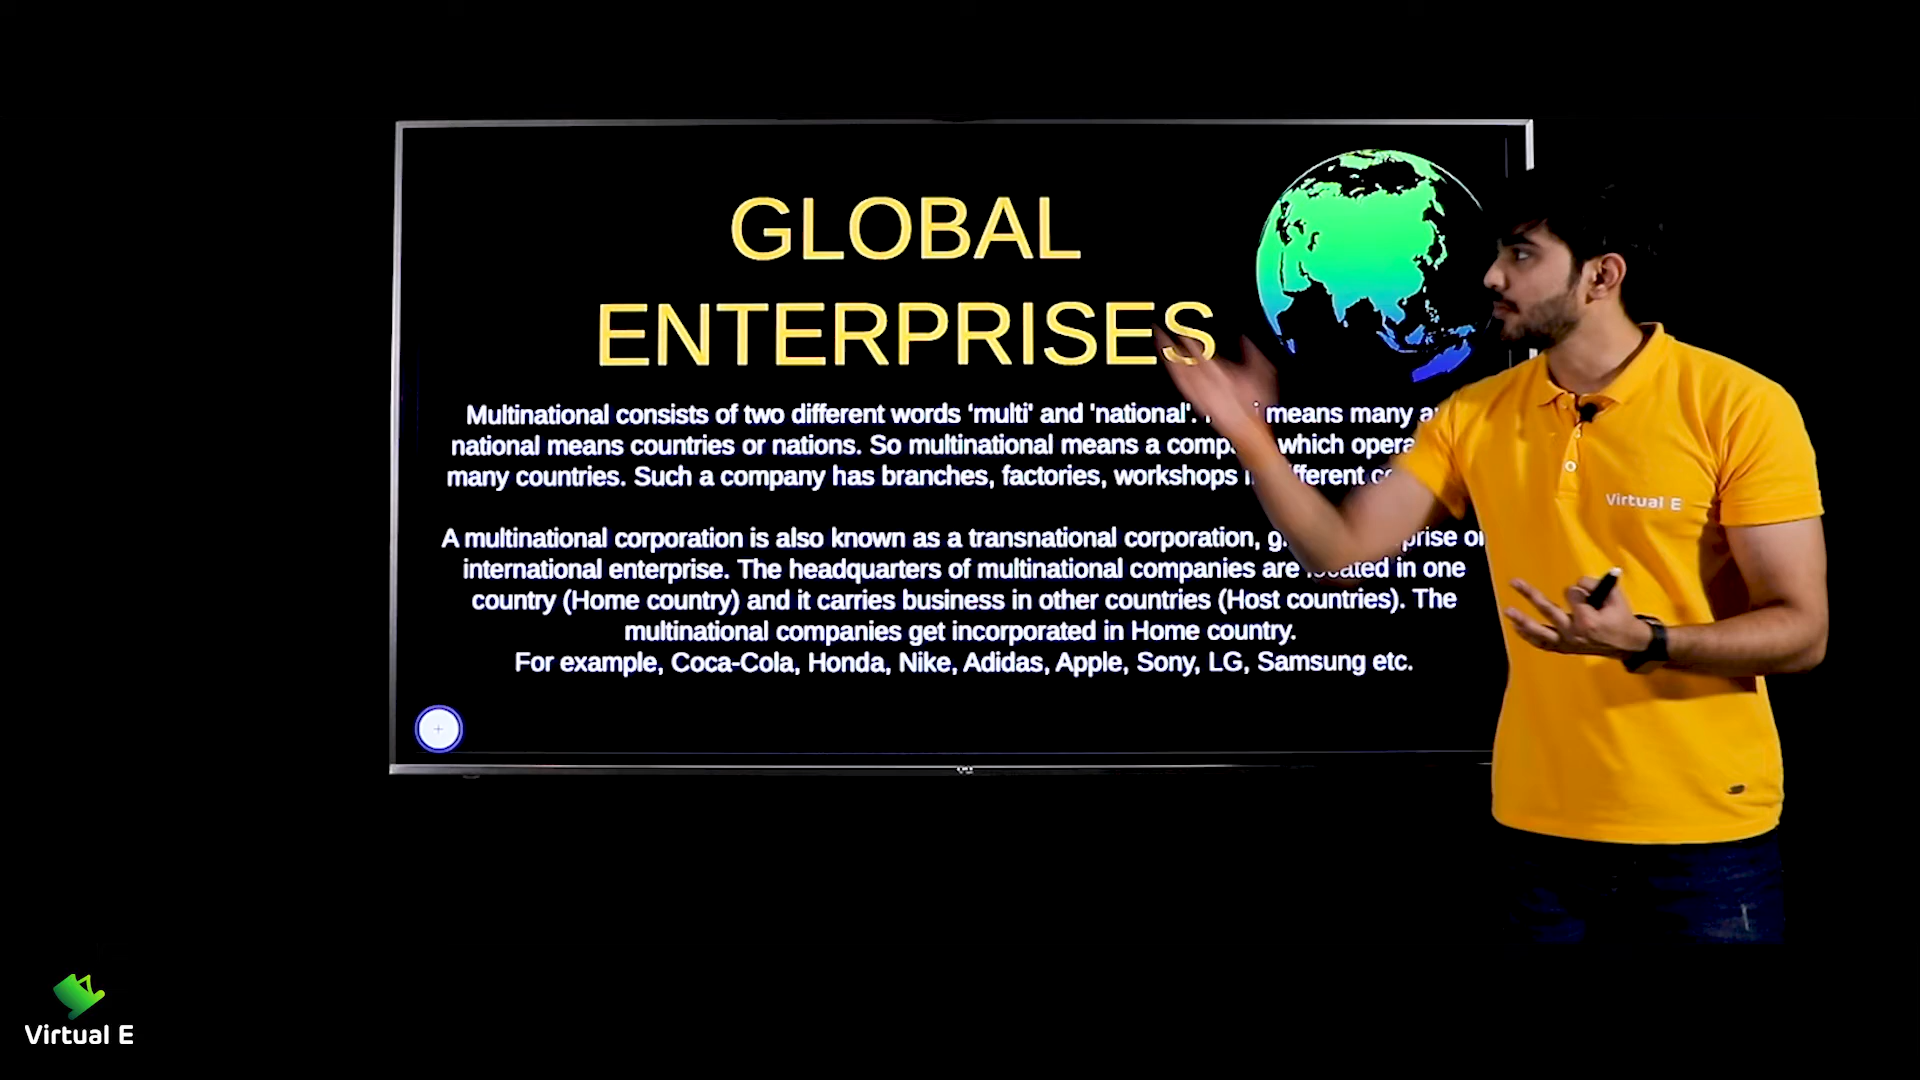 GLOBAL
ENTERPRISES
Multinational consists of two different words ‘multi' and 'national'. means many
national means countries or nations. So multinational means a which
many countries. Such a company has branches, factories, workshops
A multinational corporation is also known as a transnational corporation,
international enterprise. The headquarters of multinational companies are located in one
country (Home country) and it carries business in other countries (Host countries). The
multinational companies get incorporated in Home country.
For example, Coca-Cola, Honda, Nike, Adidas, Apple, Sony, LG, Samsung etc.
Virtual E
Virtual E